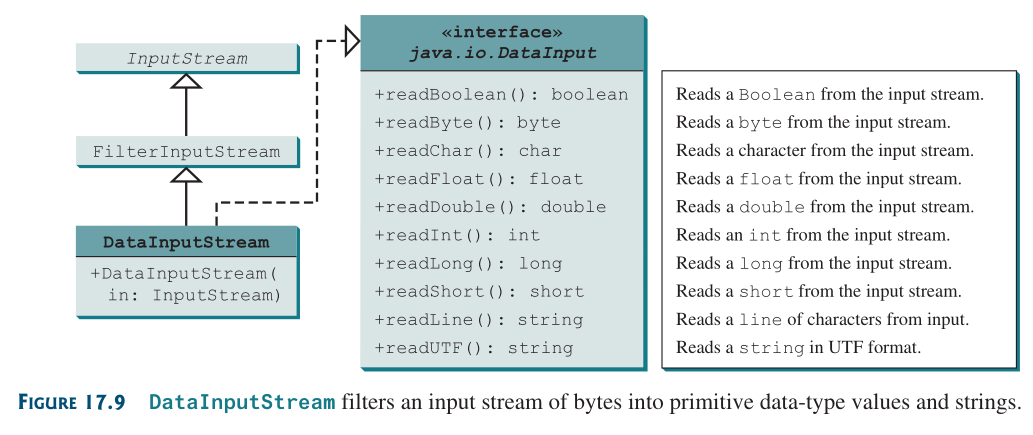 InputStream
FilterInputStream
DataInputStream
+DataInputStream(
in: InputStream)
«interface»
java.io.DataInput
+readBoolean(): boolean
+readByte(): byte
+readChar(): char
+readFloat(): float
+readDouble(): double
+readInt(): int
+readLong(): long
+readShort(): short
+readLine(): string
+readUTF(): string
Reads a Boolean from the input stream.
Reads a byte from the input stream.
Reads a character from the input stream.
Reads a float from the input stream.
Reads a double from the input stream.
Reads an int from the input stream.
Reads a long from the input stream.
Reads a short from the input stream.
Reads a line of characters from input.
Reads a string in UTF format.
FIGURE 17.9 DataInputStream filters an input stream of bytes into primitive data-type values and strings.